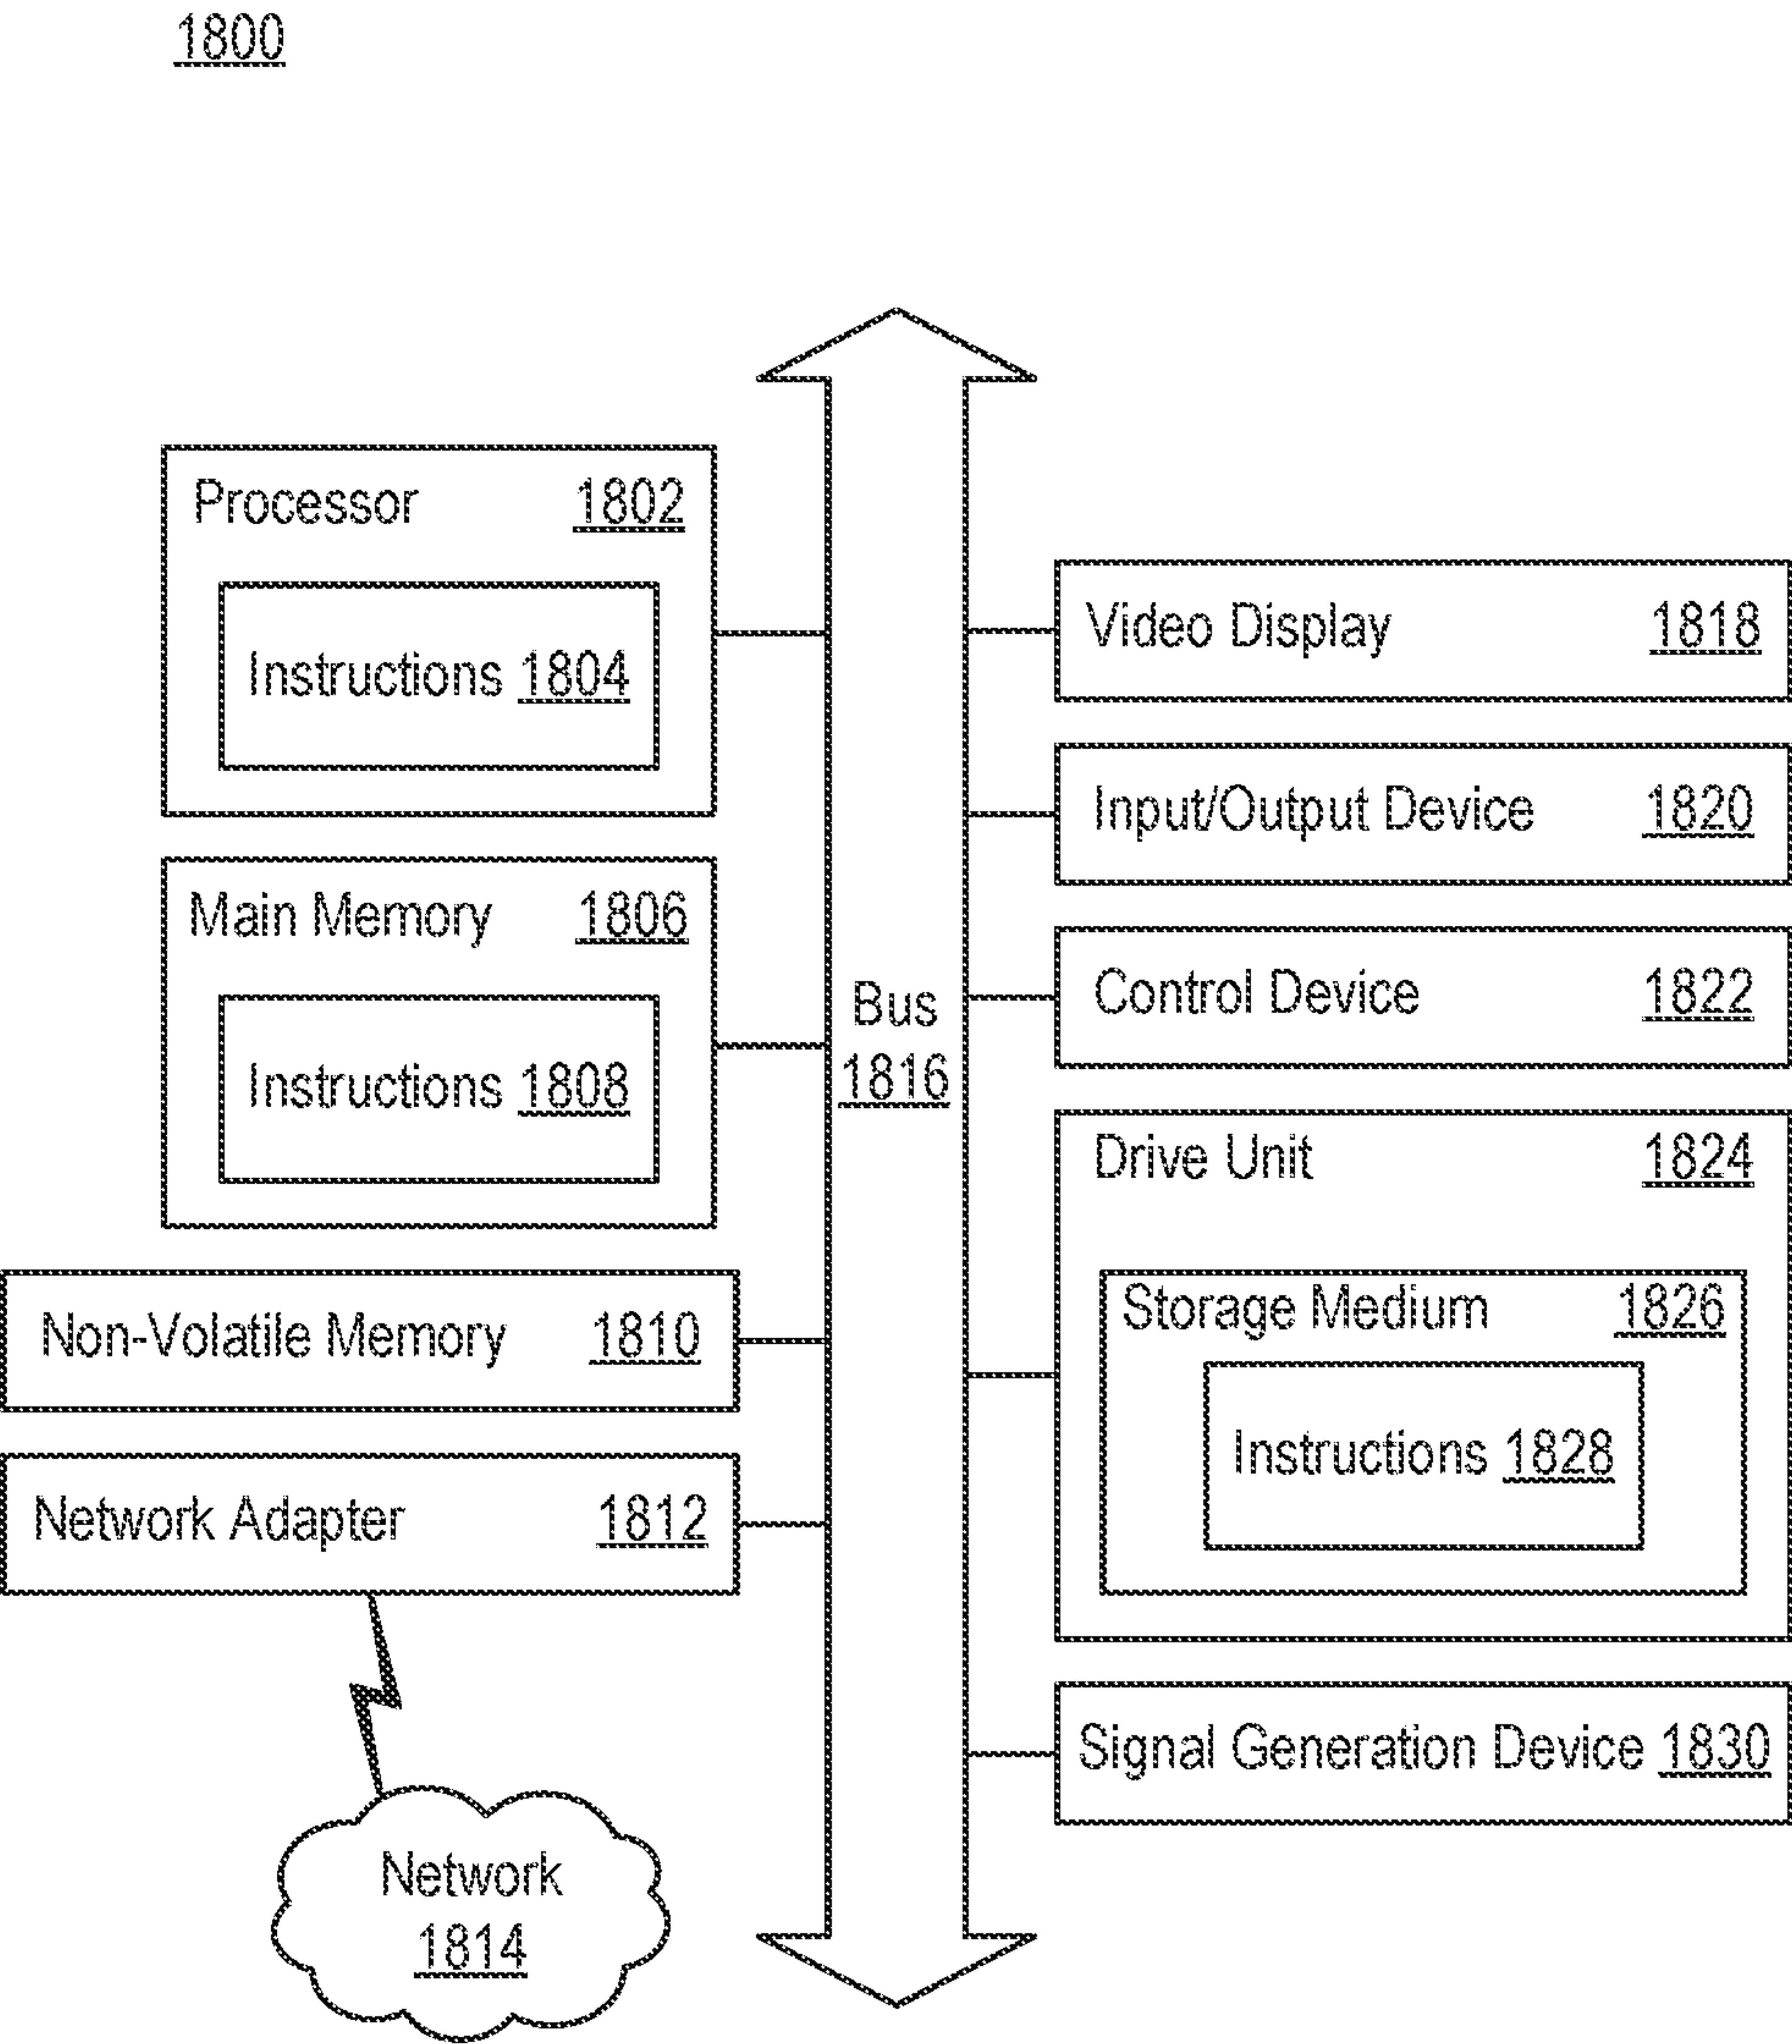 1800
Processor 1802
Instructions 1804
Main Memory 1806
Instructions 1808
Non-Volatile Memory 1810
Network Adapter 1812
Network
1814
Bus
1816
Video Display 1818
Input/Output Device 1820
Control Device 1822
Drive Unit 1824
Storage Medium 1826
Instructions 1828
Signal Generation Device 1830